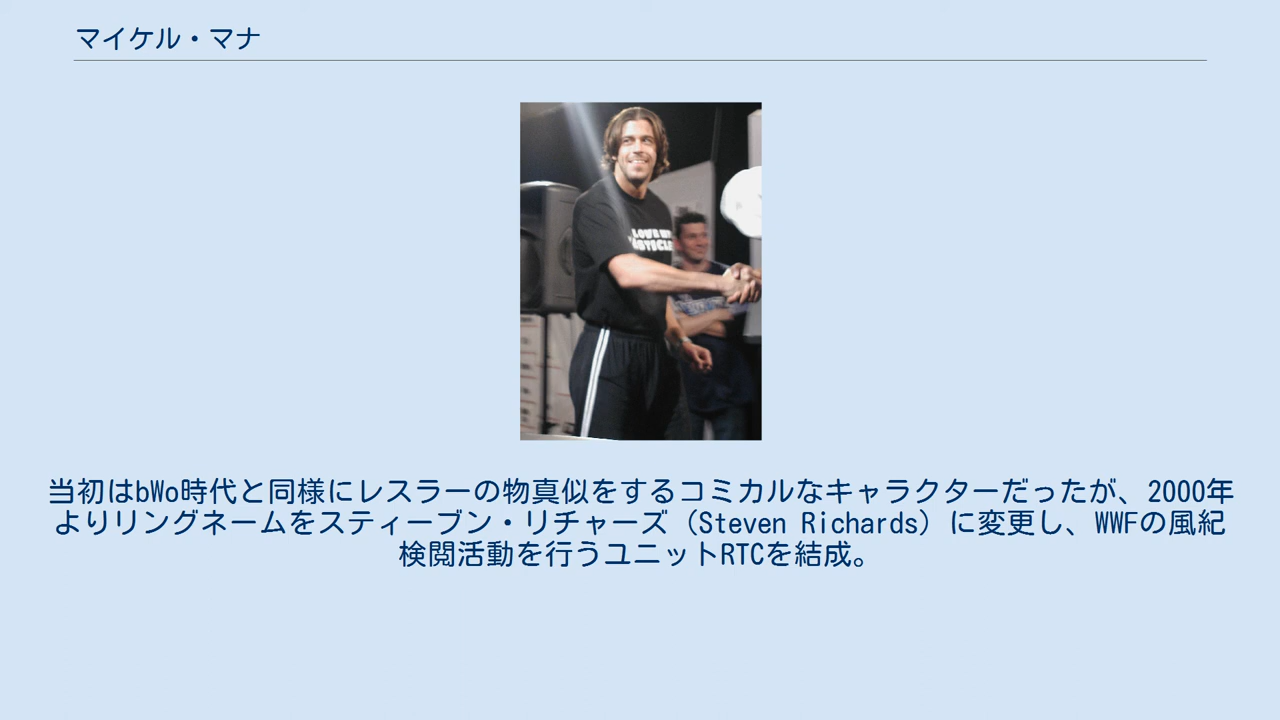 マイケル・マナ
当初はbWo時代と同様にレスラーの物真似をするコミカルなキャラクターだったが、2000年
よりリングネームをスティーブン・リチャーズ（Steven Richards）に変更し、WWFの風紀
検閲活動を行うユニットRTCを結成。